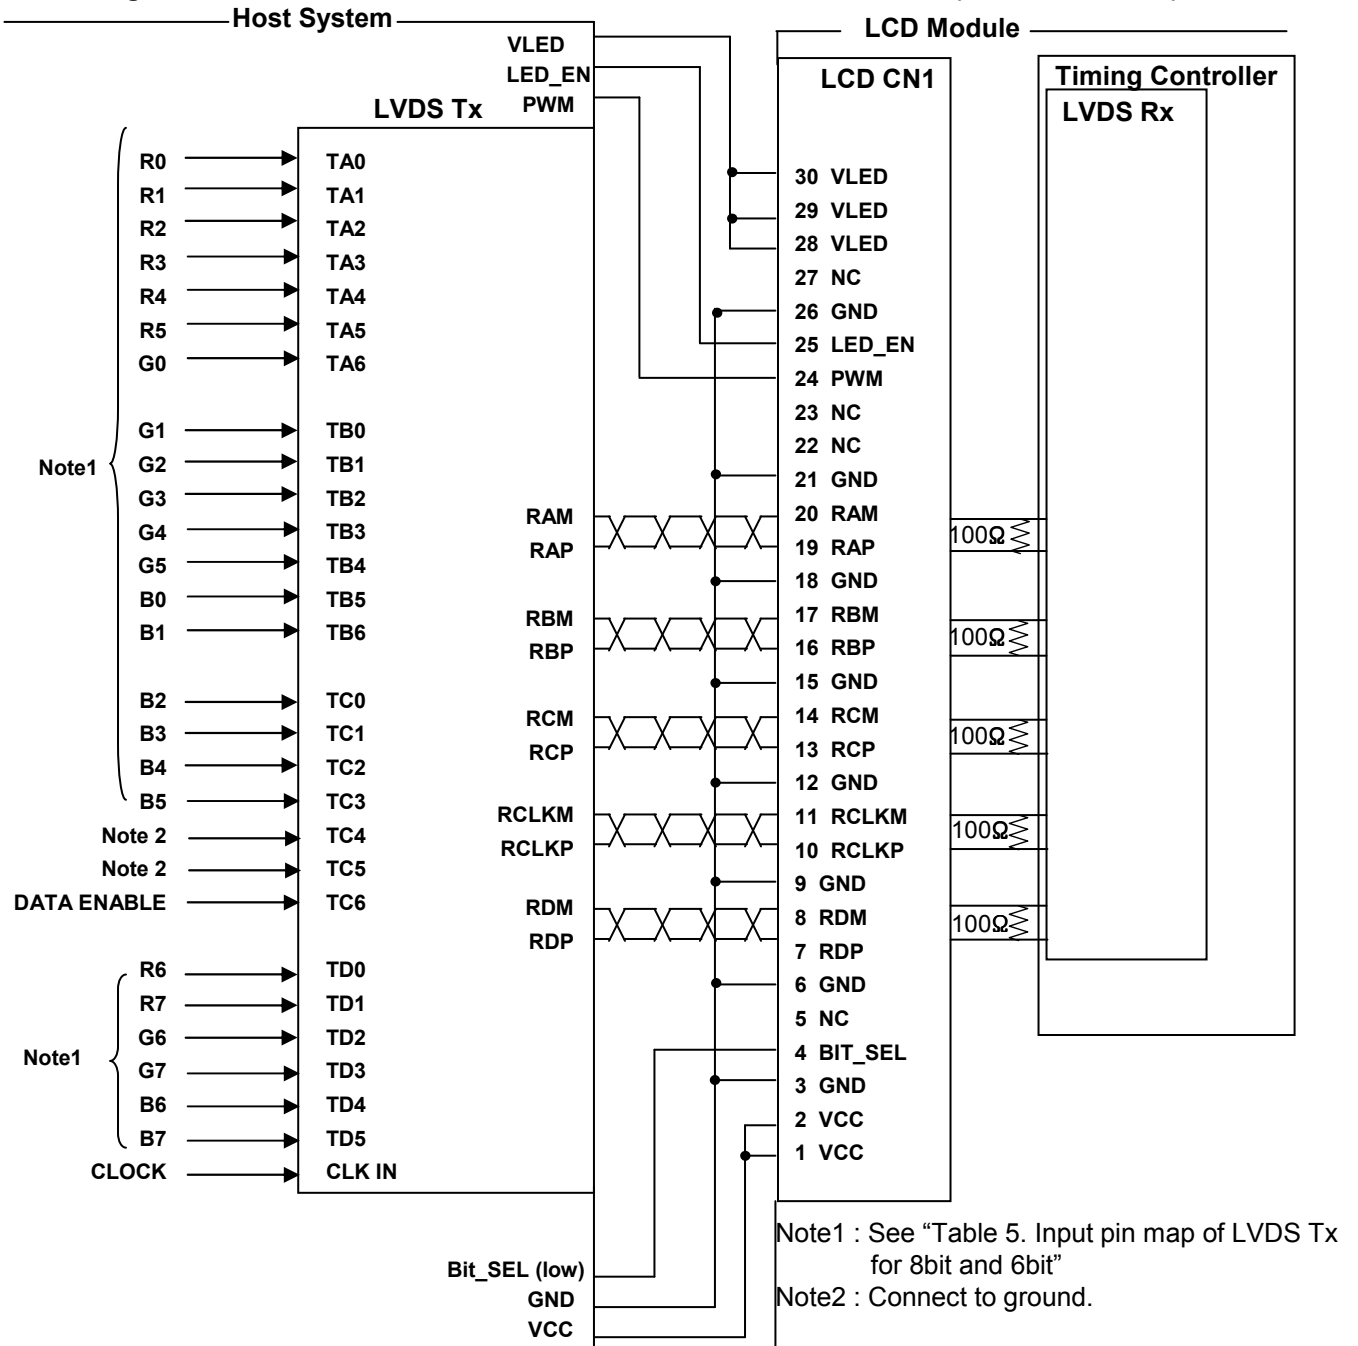 Host System
LCD Module
VLED
LED_EN
PWM
LVDS Tx
LCD CN1
Timing Controller
LVDS Rx
R0 TA0
R1 TA1
R2 TA2
R3 TA3
R4 TA4
R5 TA5
G0 TA6
G1 TB0
G2 TB1
G3 TB2
G4 TB3
G5 TB4
B0 TB5
B1 TB6
B2 TC0
B3 TC1
B4 TC2
B5 TC3
Note 2 TC4
Note 2 TC5
DATA ENABLE TC6
R6 TD0
R7 TD1
G6 TD2
G7 TD3
B6 TD4
B7 TD5
CLOCK CLK IN
Note1
Note1
RAM
RAP
RBM
RBP
RCM
RCP
RCLKM
RCLKP
RDM
RDP
Bit_SEL (low)
GND
VCC
30 VLED
29 VLED
28 VLED
27 NC
26 GND
25 LED_EN
24 PWM
23 NC
22 NC
21 GND
20 RAM
19 RAP
18 GND
17 RBM
16 RBP
15 GND
14 RCM
13 RCP
12 GND
11 RCLKM
10 RCLKP
9 GND
8 RDM
7 RDP
6 GND
5 NC
4 BIT_SEL
3 GND
2 VCC
1 VCC
100Ω
100Ω
100Ω
100Ω
100Ω
Note1 : See “Table 5. Input pin map of LVDS Tx
for 8bit and 6bit”
Note2 : Connect to ground.